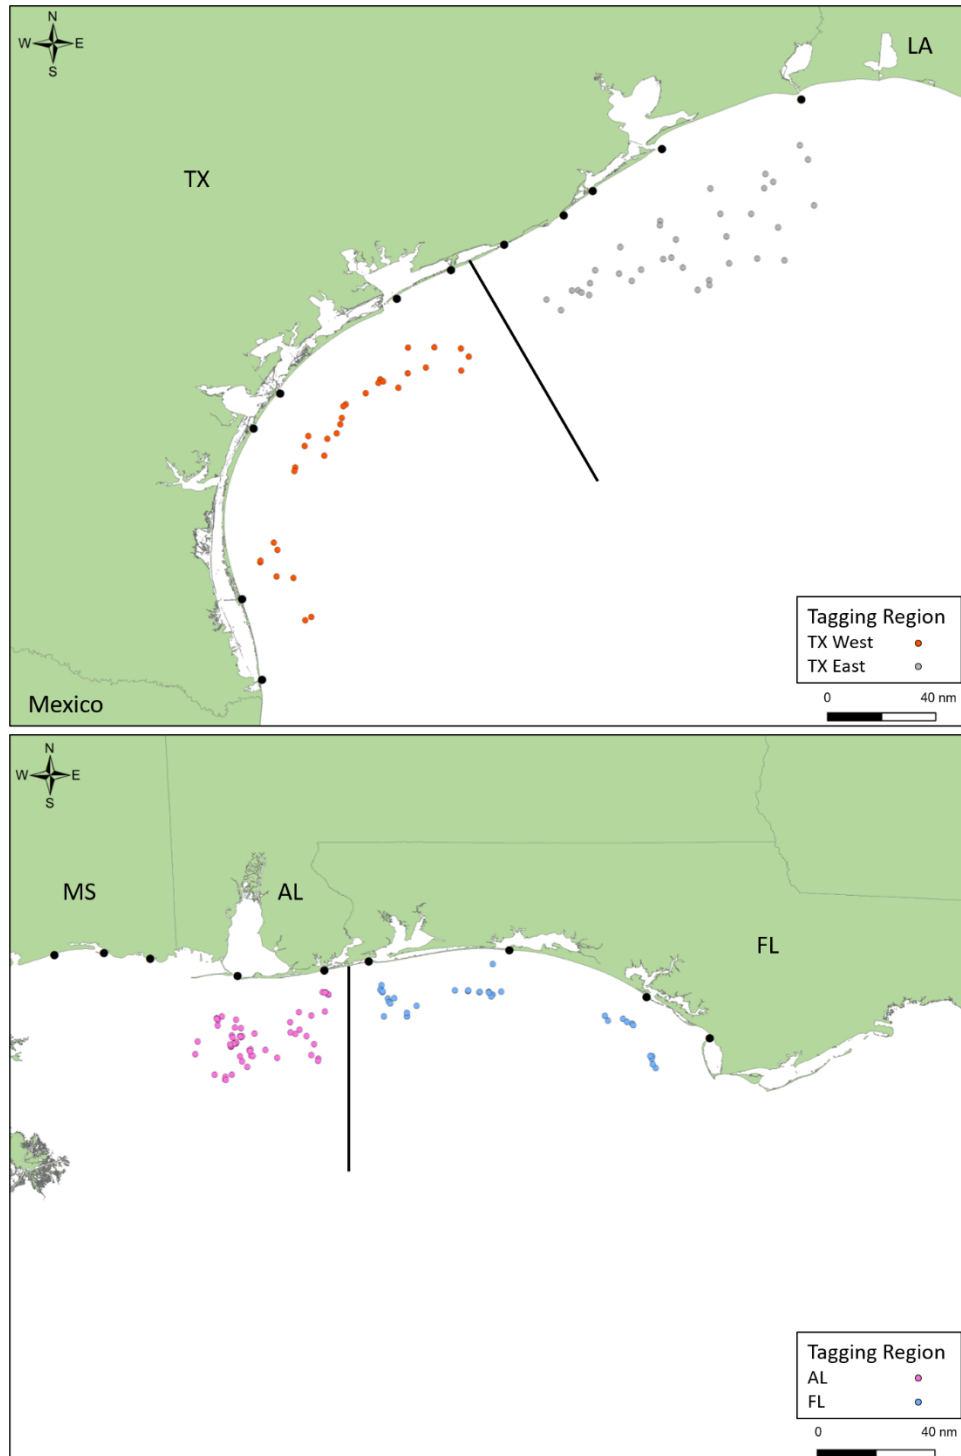 N
W E
S
LA
TX
Tagging Region
TX West
TX East
0 40 nm
Mexico
N
W E
S
MS
AL
FL
Tagging Region
AL
FL
0 40 nm